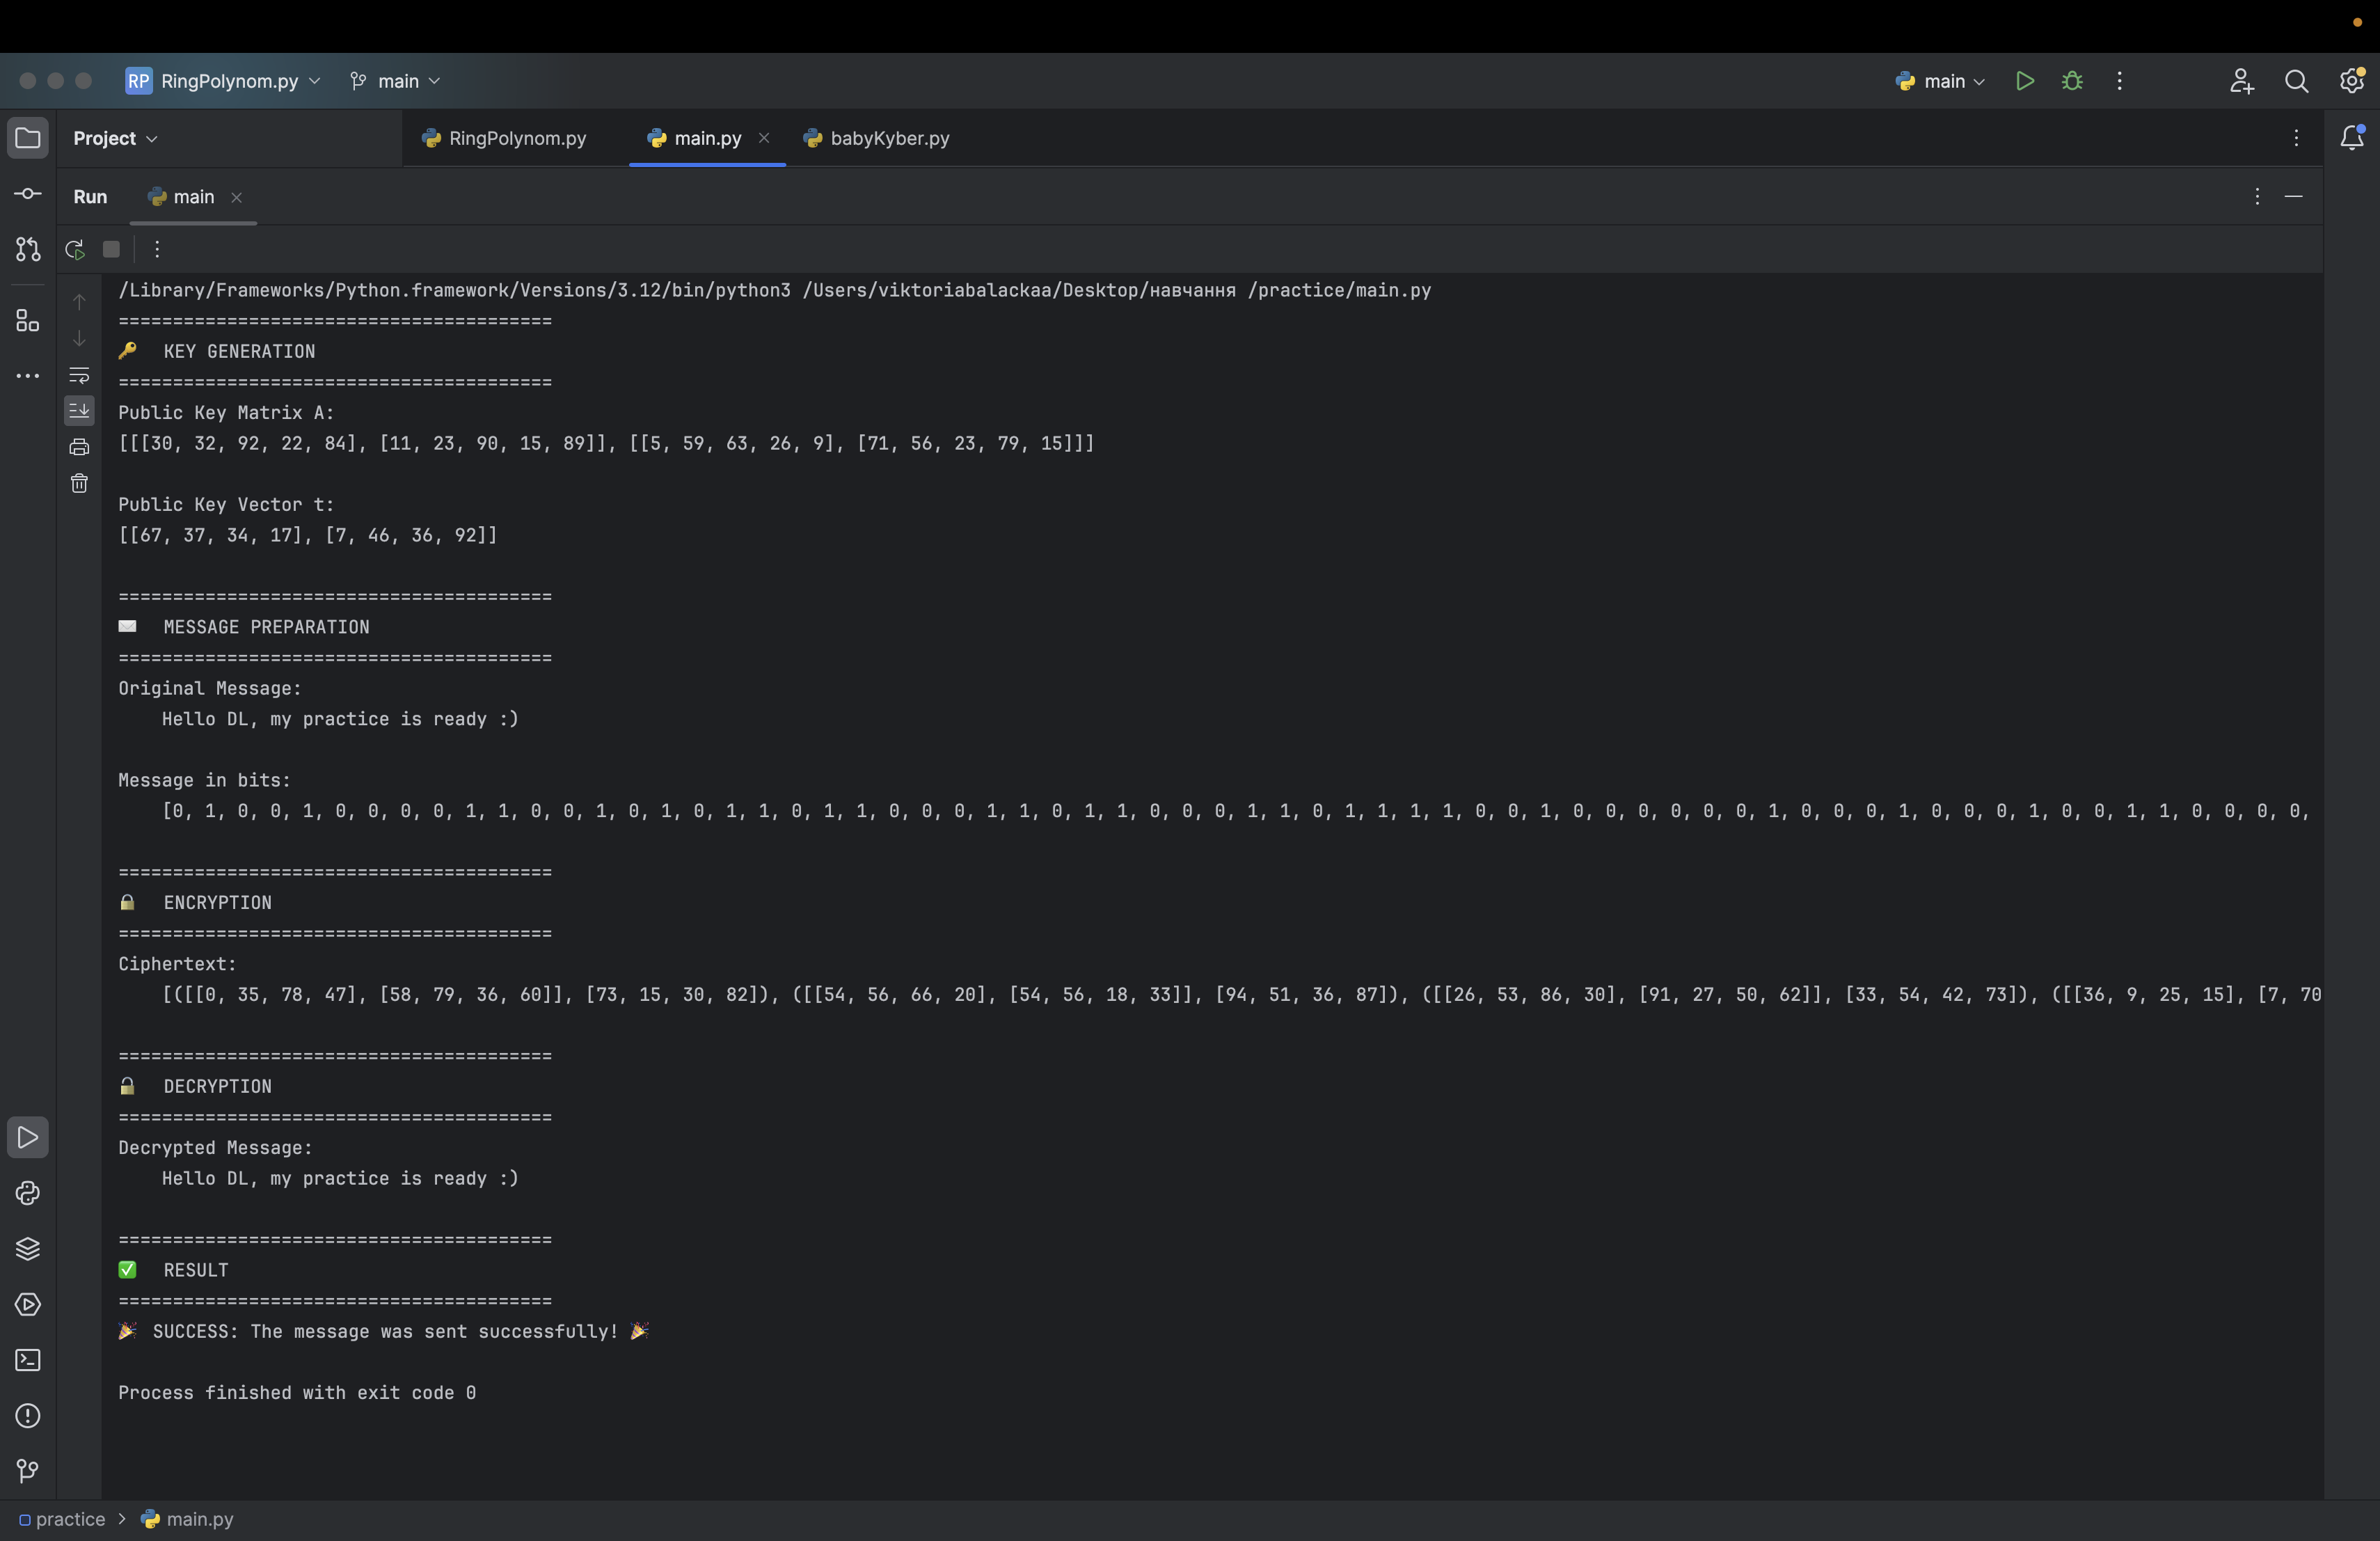 RP RingPolynom.py main main
Project RingPolynom.py main.py babyKyber.py
Run main
/Library/Frameworks/Python.framework/Versions/3.12/bin/python3 /Users/viktoriabalackaa/Desktop/навчання /practice/main.py
========================================
🔑 KEY GENERATION
========================================
Public Key Matrix A:
[[[30, 32, 92, 22, 84], [11, 23, 90, 15, 89]], [[5, 59, 63, 26, 9], [71, 56, 23, 79, 15]]]
Public Key Vector t:
[[67, 37, 34, 17], [7, 46, 36, 92]]
========================================
✉️ MESSAGE PREPARATION
========================================
Original Message:
Hello DL, my practice is ready :)
Message in bits:
[0, 1, 0, 0, 1, 0, 0, 0, 0, 1, 1, 0, 0, 1, 0, 1, 0, 1, 1, 0, 1, 1, 0, 0, 0, 1, 1, 0, 1, 1, 0, 0, 0, 1, 1, 0, 1, 1, 1, 1, 0, 0, 1, 0, 0, 0, 0, 0, 0, 1, 0, 0, 0, 1, 0, 0, 0, 1, 0, 0, 1, 1, 0, 0, 0, 0,
========================================
🔒 ENCRYPTION
========================================
Ciphertext:
[([[0, 35, 78, 47], [58, 79, 36, 60]], [73, 15, 30, 82]), ([[54, 56, 66, 20], [54, 56, 18, 33]], [94, 51, 36, 87]), ([[26, 53, 86, 30], [91, 27, 50, 62]], [33, 54, 42, 73]), ([[36, 9, 25, 15], [7, 70
========================================
🔓 DECRYPTION
========================================
Decrypted Message:
Hello DL, my practice is ready :)
========================================
✅ RESULT
========================================
🎉 SUCCESS: The message was sent successfully! 🎉
Process finished with exit code 0
practice > main.py